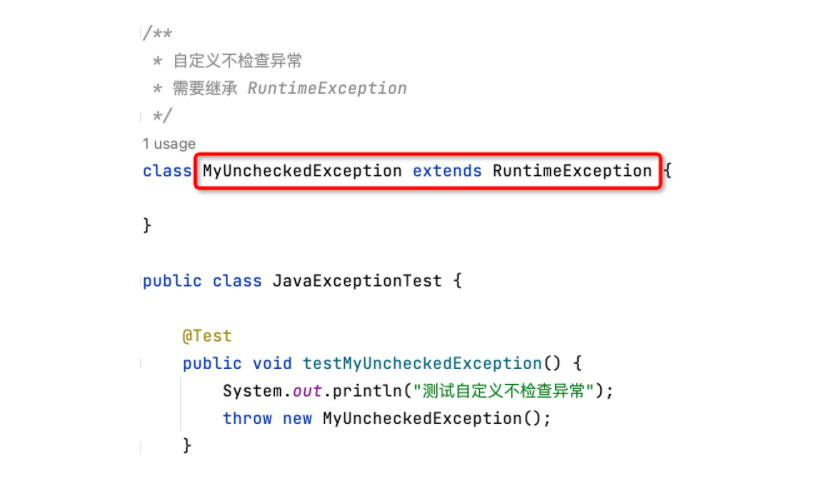 /**
 * 自定义不检查异常
 * 需要继承 RuntimeException
 */
1 usage
class MyUncheckedException extends RuntimeException {
}
public class JavaExceptionTest {
@Test
public void testMyUncheckedException() {
System.out.println("测试自定义不检查异常");
throw new MyUncheckedException();
}